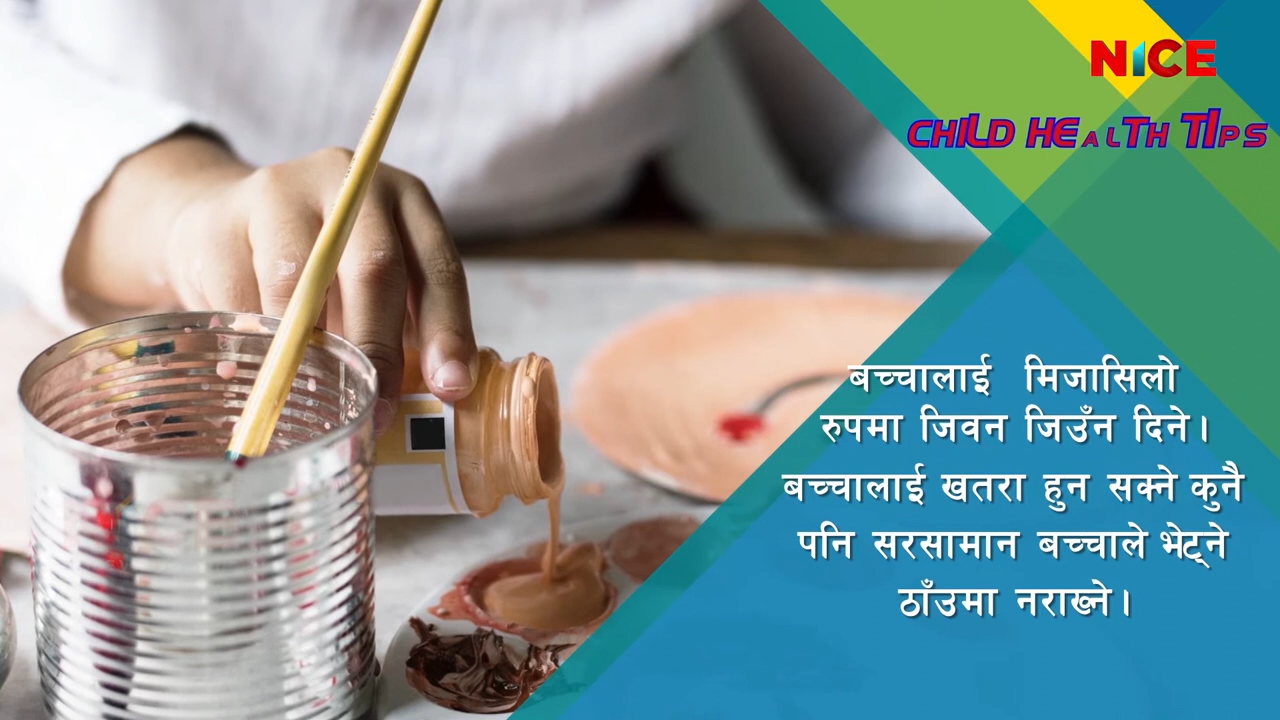 NICE
CHILD HEALTH TIPS
बच्चालाई मिजासिलो
रुपमा जिवन जिउँन दिने।
बच्चालाई खतरा हुन सक्ने कुनै
पनि सरसामान बच्चाले भेट्ने
ठाँउमा नराख्ने।